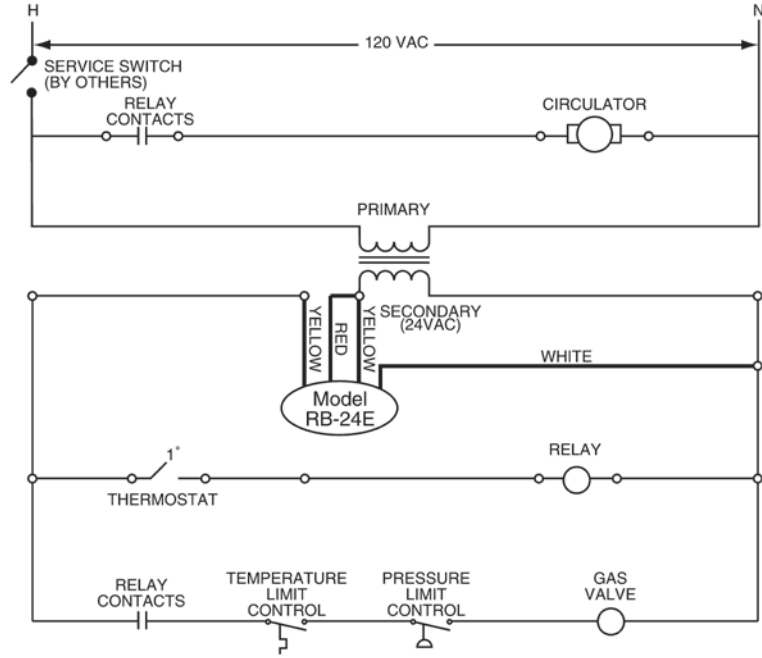 H
N
120 VAC
SERVICE SWITCH
(BY OTHERS)
RELAY
CONTACTS
CIRCULATOR
PRIMARY
SECONDARY
(24VAC)
YELLOW
RED
YELLOW
WHITE
Model
RB-24E
1°
THERMOSTAT
RELAY
RELAY
CONTACTS
TEMPERATURE
LIMIT
CONTROL
PRESSURE
LIMIT
CONTROL
GAS
VALVE